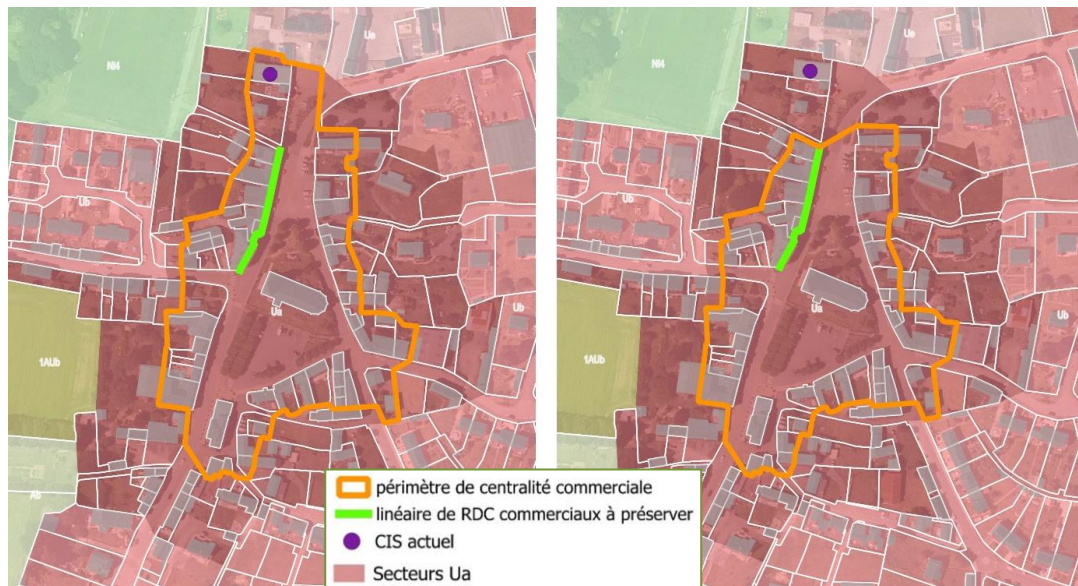 Nl4
Ua
Ub
Ua
Ub
1AUb
Ab
Nl4
Ua
Ub
Ua
Ub
1AUb
périmètre de centralité commerciale
linéaire de RDC commerciaux à préserver
CIS actuel
Secteurs Ua